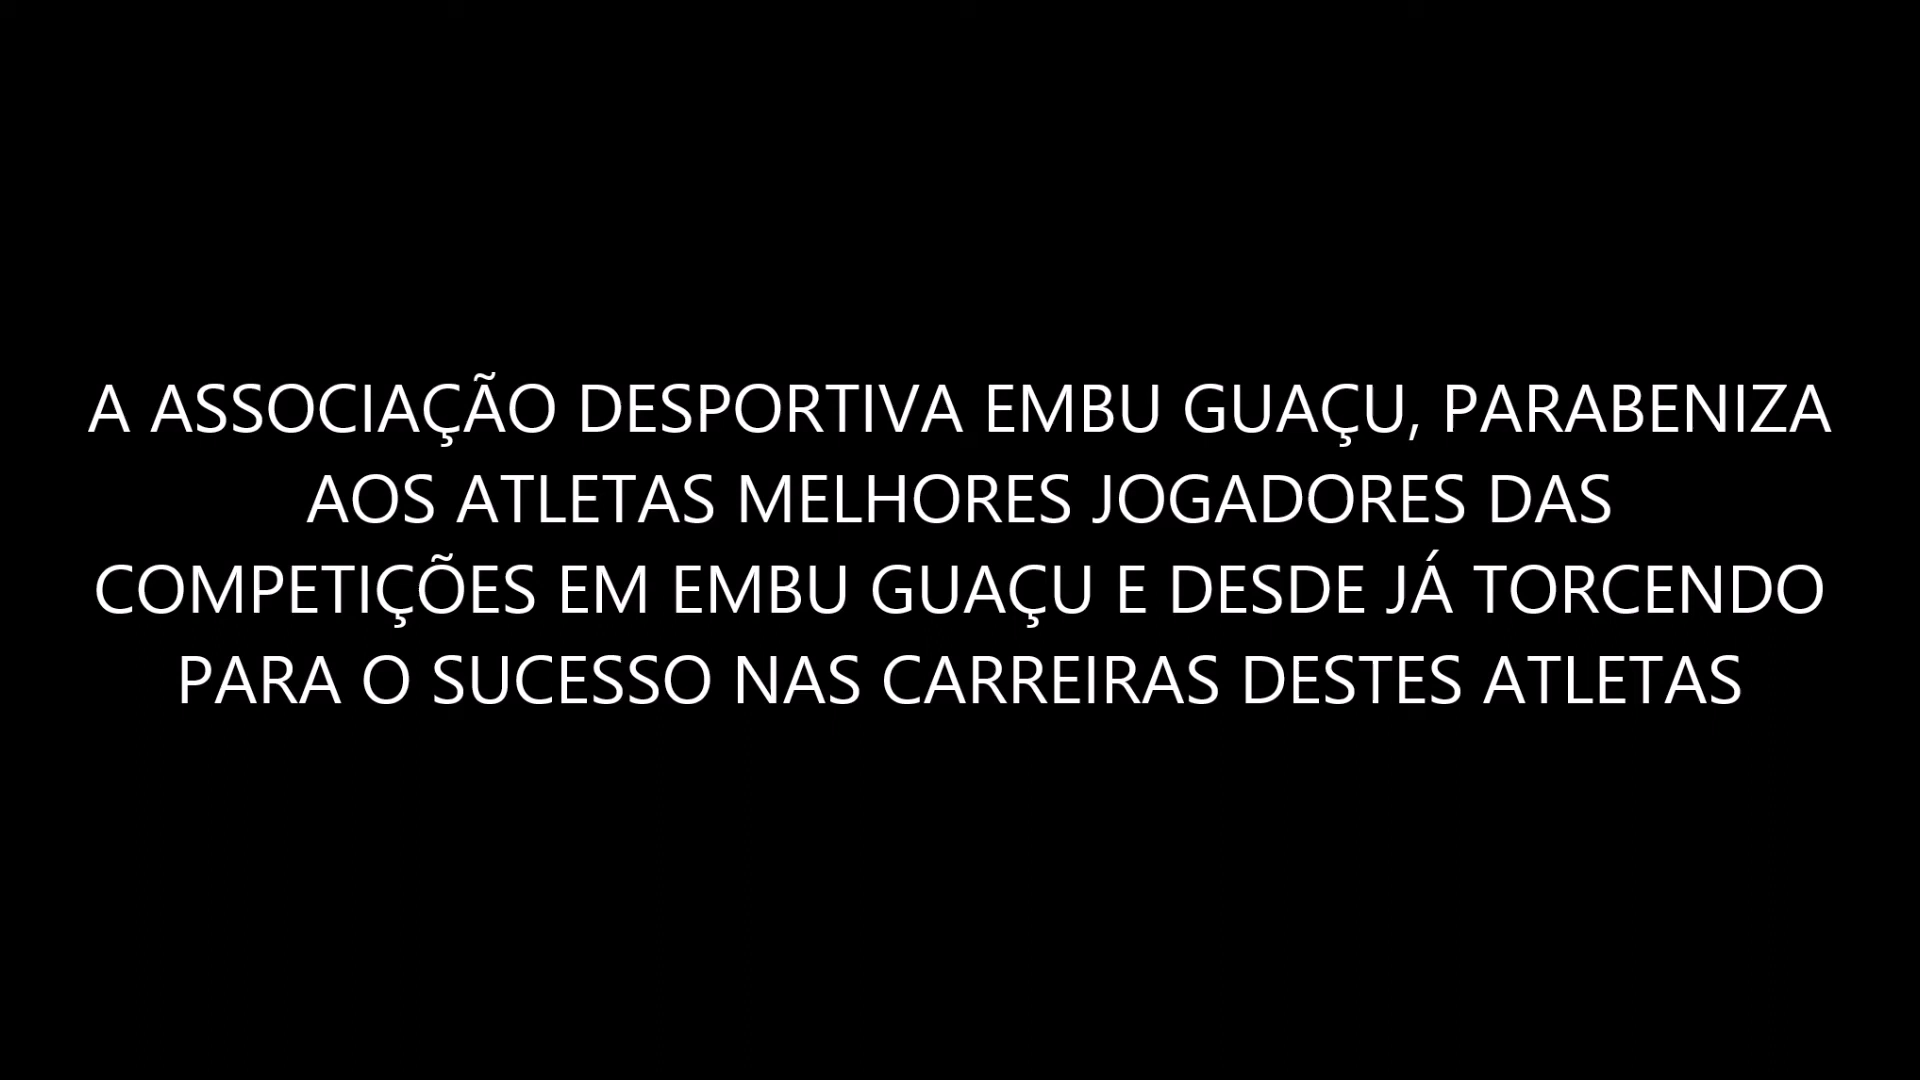 A ASSOCIAÇÃO DESPORTIVA EMBU GUAÇU, PARABENIZA
AOS ATLETAS MELHORES JOGADORES DAS
COMPETIÇÕES EM EMBU GUAÇU E DESDE JÁ TORCENDO
PARA O SUCESSO NAS CARREIRAS DESTES ATLETAS